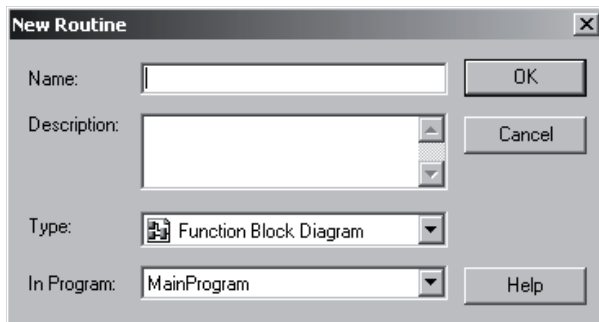 New Routine
Name:
OK
Description:
Cancel
Type:
Function Block Diagram
In Program:
MainProgram
Help